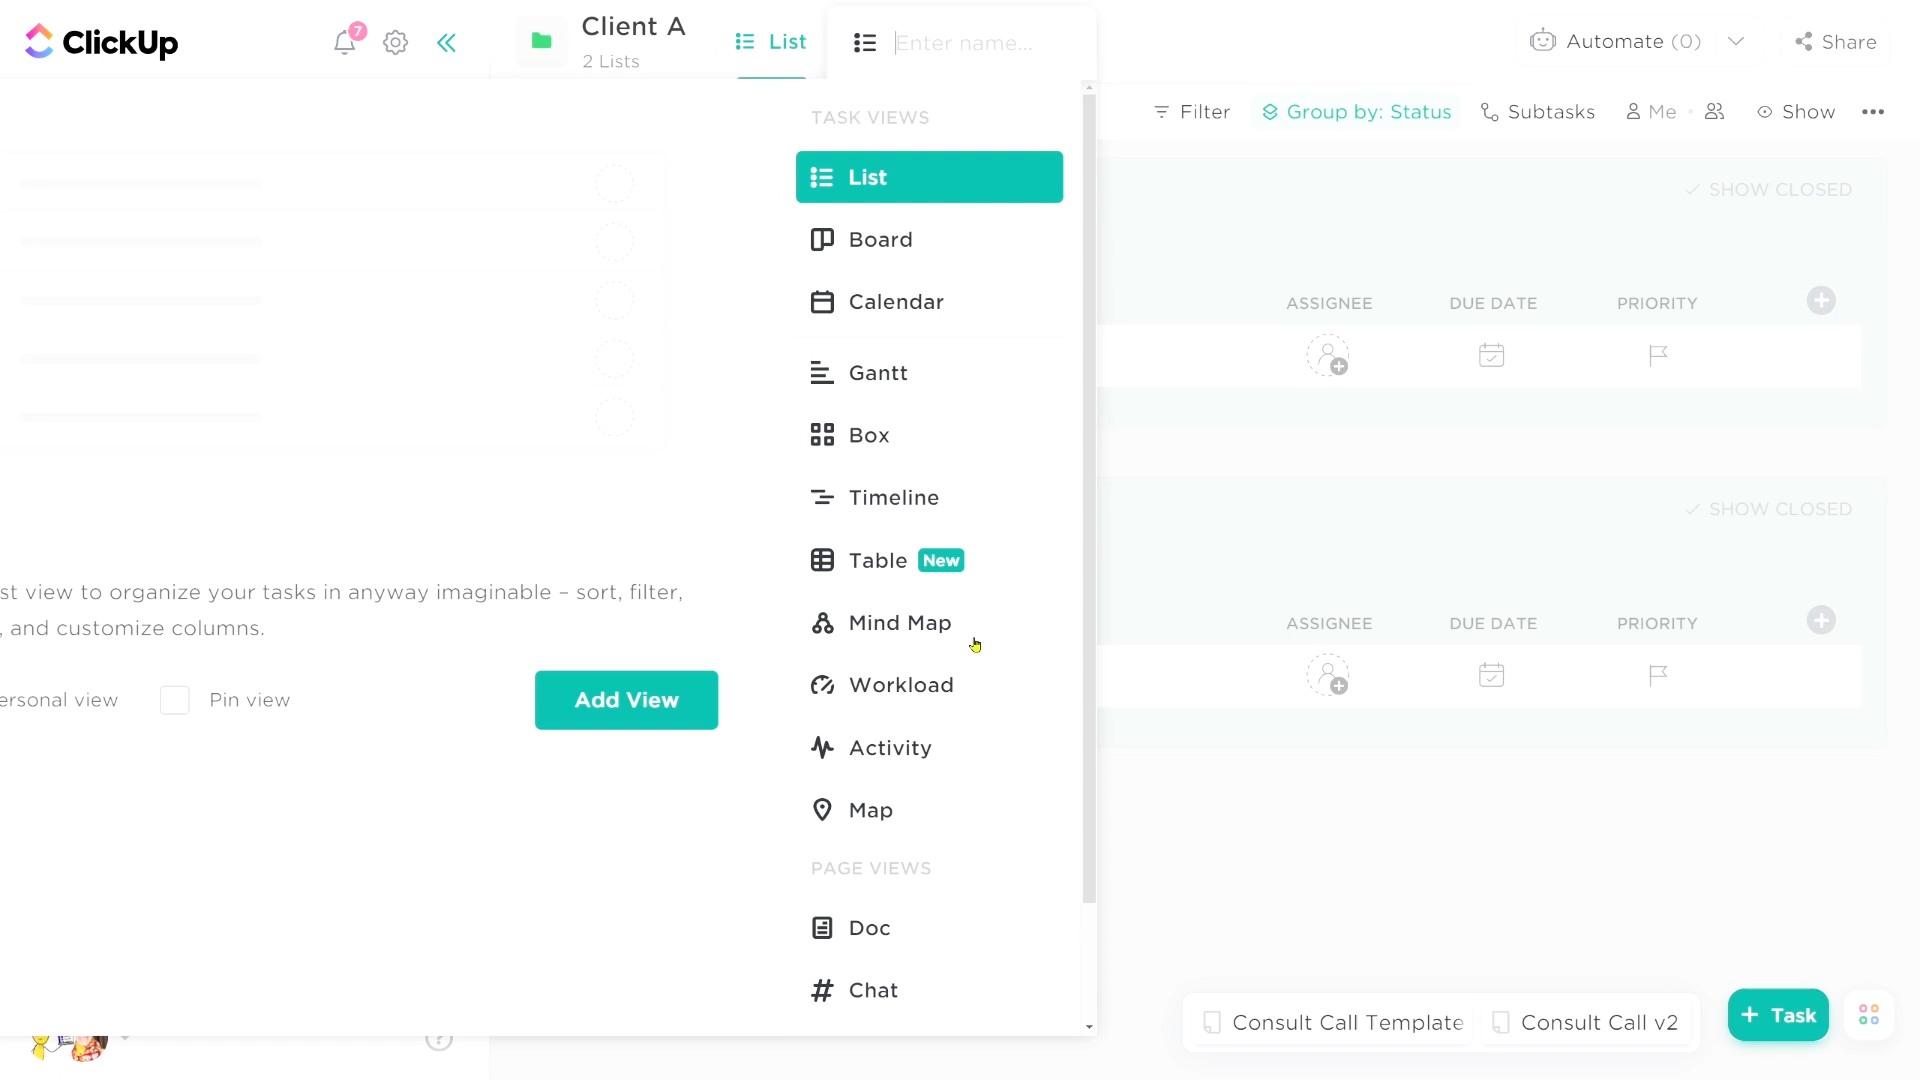 ClickUp
7
Client A
2 Lists
List
Enter name...
Automate (0)
Share
Filter
Group by: Status
Subtasks
Me
Show
TASK VIEWS
List
Board
Calendar
Gantt
Box
Timeline
Table New
Mind Map
Workload
Activity
Map
PAGE VIEWS
Doc
Chat
st view to organize your tasks in anyway imaginable – sort, filter,
, and customize columns.
ersonal view
Pin view
Add View
SHOW CLOSED
ASSIGNEE DUE DATE PRIORITY
SHOW CLOSED
ASSIGNEE DUE DATE PRIORITY
Consult Call Template
Consult Call v2
+ Task
?